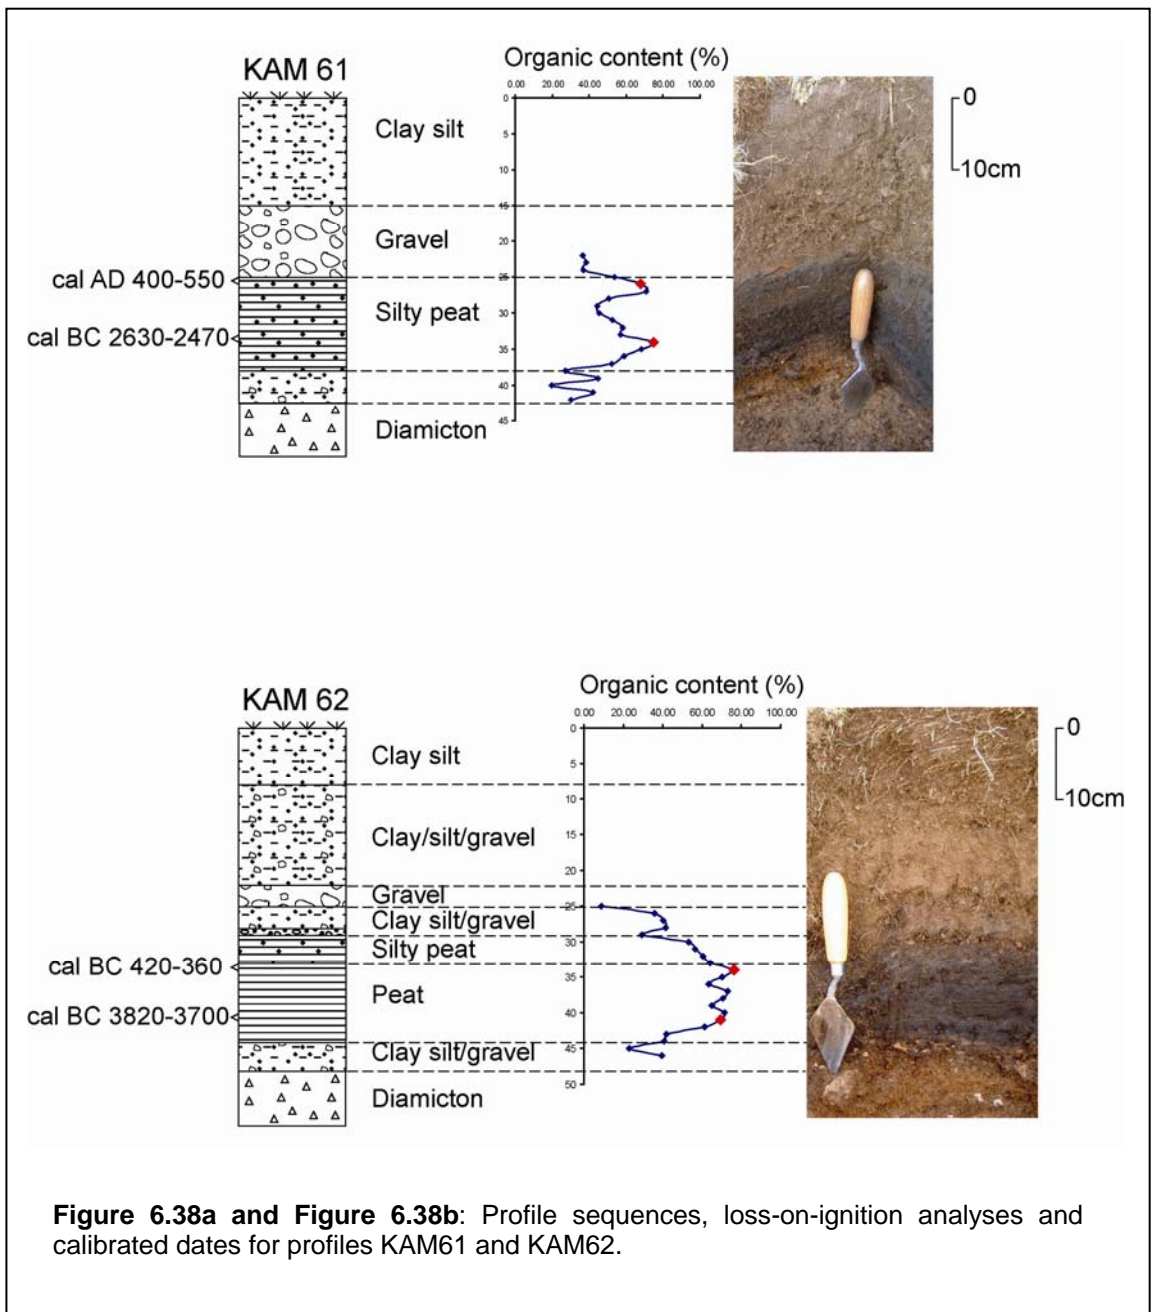 KAM 61
Organic content (%)
0.00 20.00 40.00 60.00 80.00 100.00
0
5
10
15
20
25
30
35
40
45
Clay silt
Gravel
Silty peat
Diamicton
cal AD 400-550
cal BC 2630-2470
0
10cm
KAM 62
Organic content (%)
0.00 20.00 40.00 60.00 80.00 100.00
0
5
10
15
20
25
30
35
40
45
50
Clay silt
Clay/silt/gravel
Gravel
Clay silt/gravel
Silty peat
Peat
Clay silt/gravel
Diamicton
cal BC 420-360
cal BC 3820-3700
0
10cm
Figure 6.38a and Figure 6.38b: Profile sequences, loss-on-ignition analyses and
calibrated dates for profiles KAM61 and KAM62.